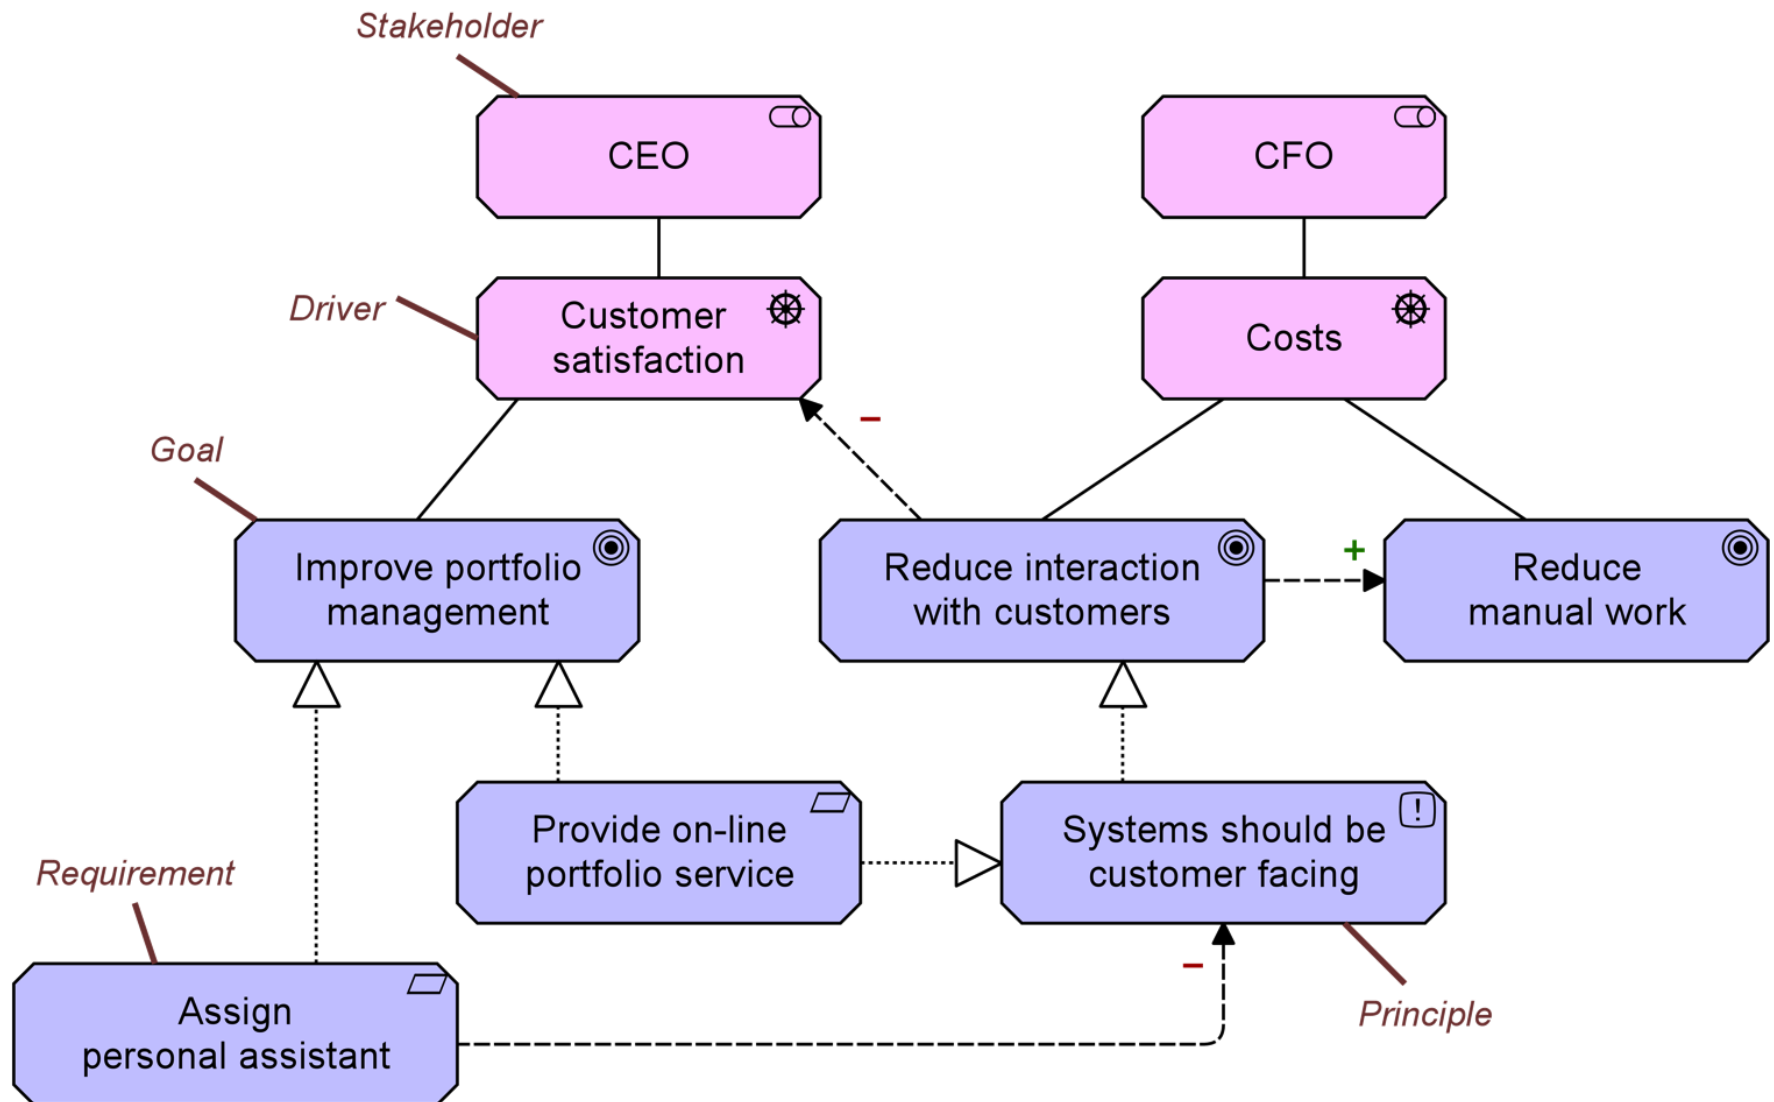 Stakeholder
CEO
CFO
Driver
Customer
satisfaction
Costs
–
Goal
Improve portfolio
management
Reduce interaction
with customers
+
Reduce
manual work
Provide on-line
portfolio service
Systems should be
customer facing
!
Requirement
–
Assign
personal assistant
Principle